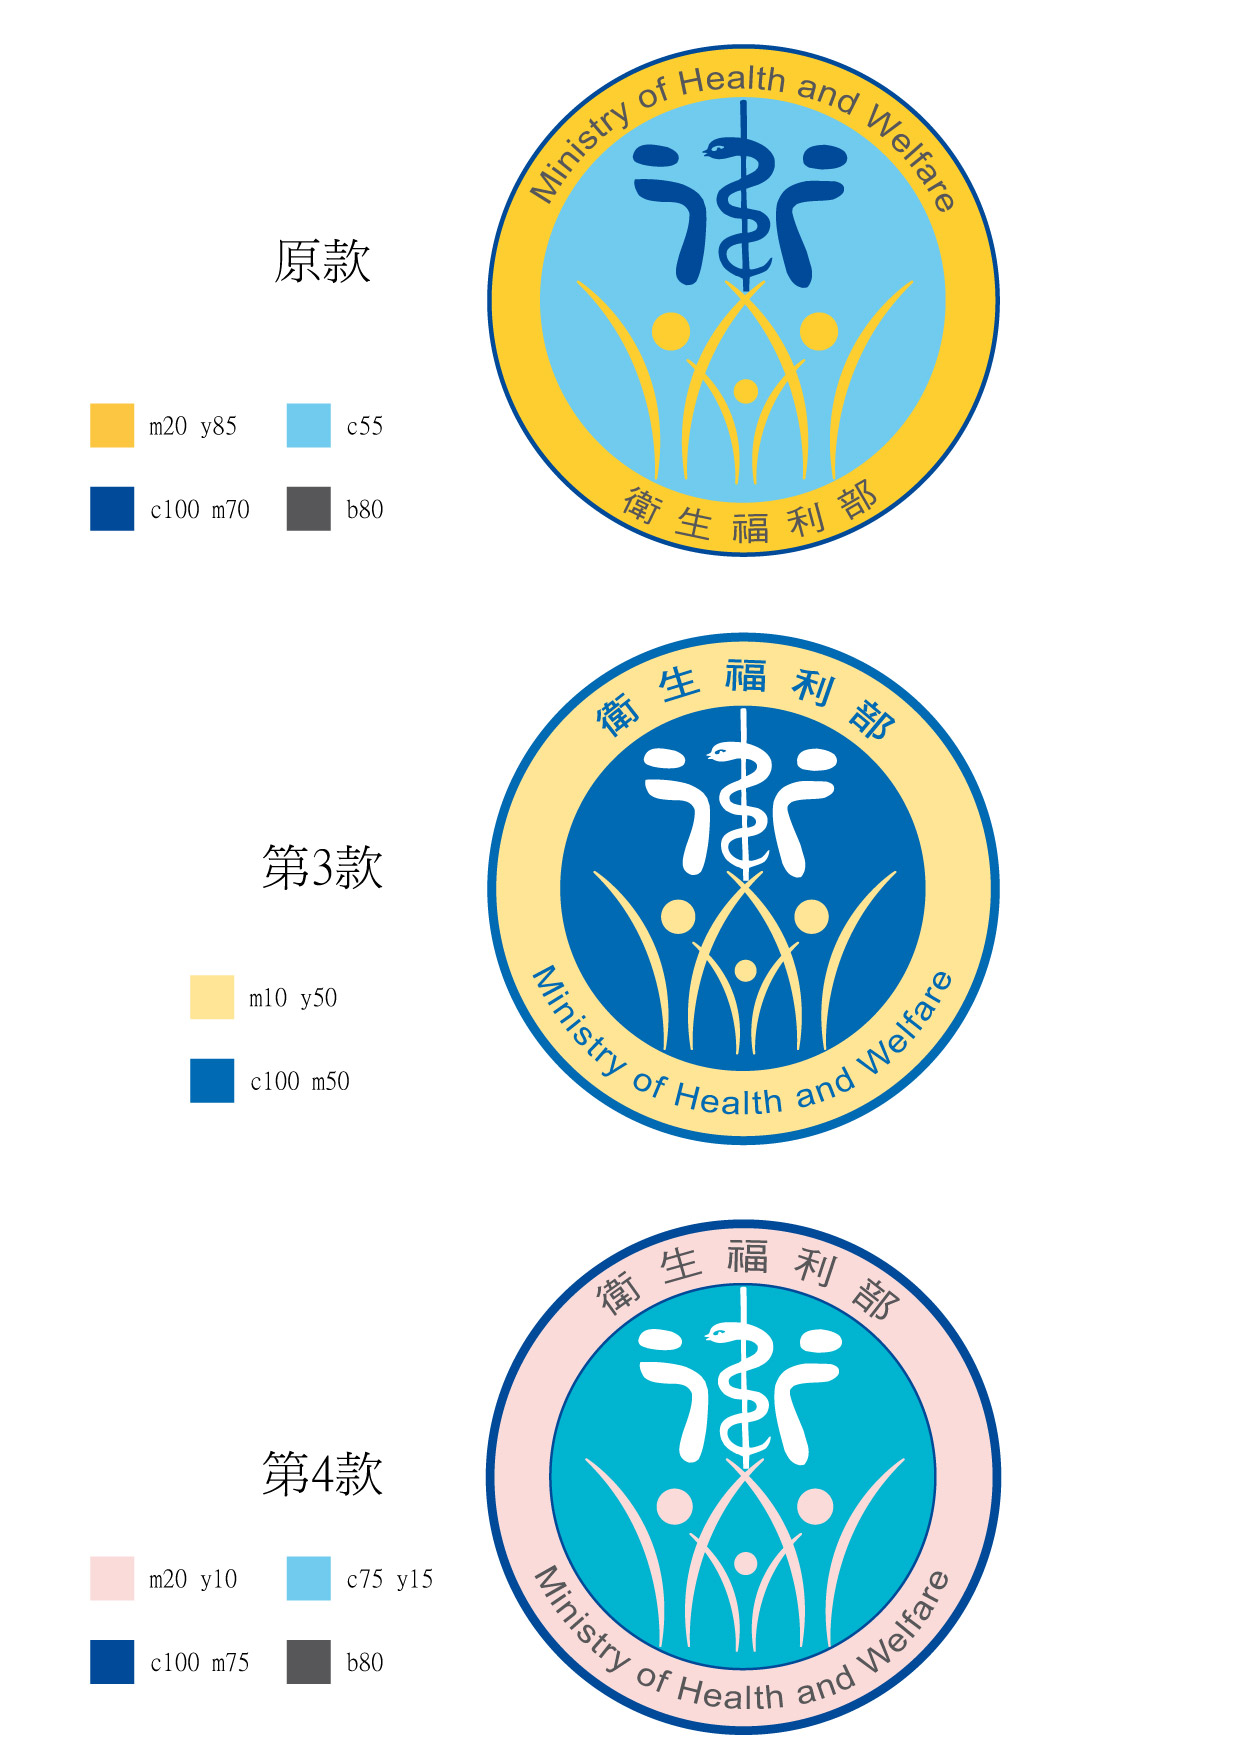 Ministry of Health and Welfare
原款
m20 y85
c55
c100 m70
b80
衛生福利部
衛生福利部
第3款
m10 y50
c100 m50
Ministry of Health and Welfare
衛生福利部
第4款
m20 y10
c75 y15
c100 m75
b80
Ministry of Health and Welfare